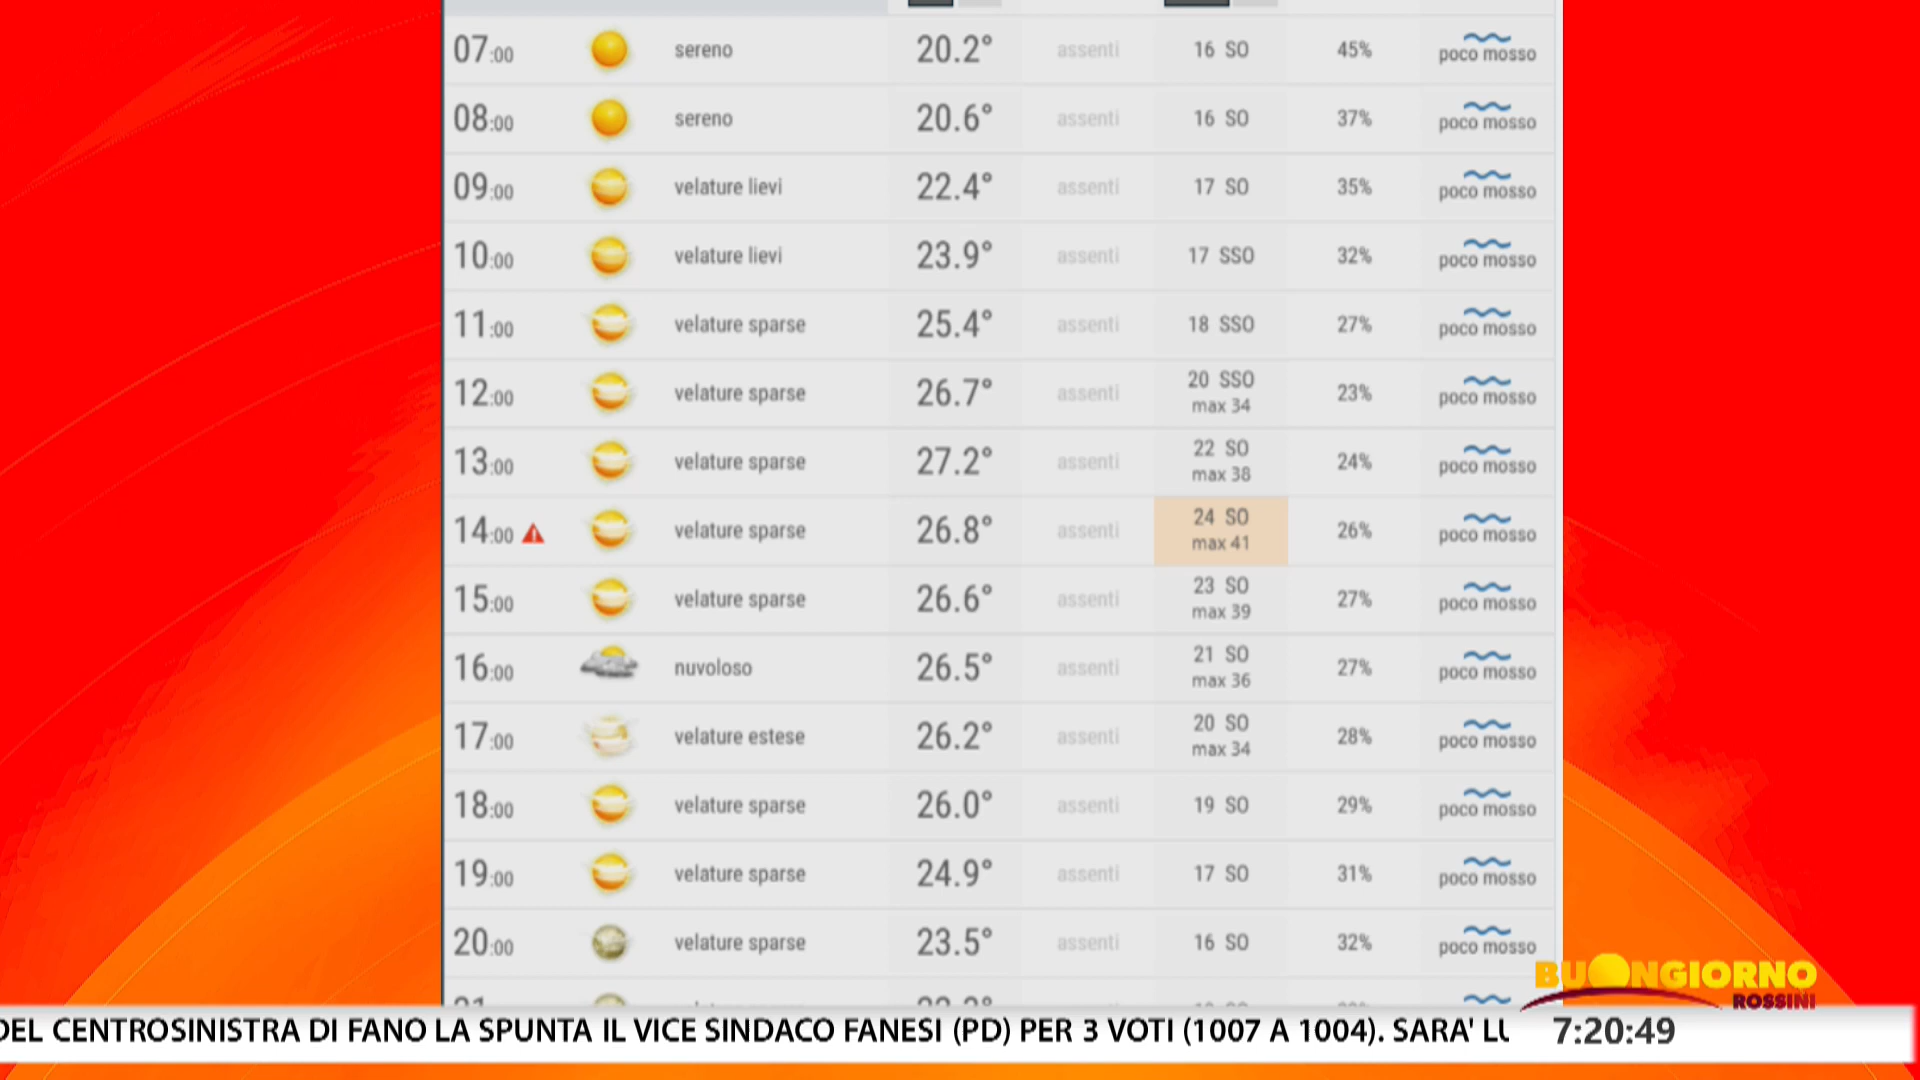 07:00 sereno 20.2° assenti 16 SO 45% poco mosso
08:00 sereno 20.6° assenti 16 SO 37% poco mosso
09:00 velature lievi 22.4° assenti 17 SO 35% poco mosso
10:00 velature lievi 23.9° assenti 17 SSO 32% poco mosso
11:00 velature sparse 25.4° assenti 18 SSO 27% poco mosso
12:00 velature sparse 26.7° assenti 20 SSO max 34 23% poco mosso
13:00 velature sparse 27.2° assenti 22 SO max 38 24% poco mosso
14:00 velature sparse 26.8° assenti 24 SO max 41 26% poco mosso
15:00 velature sparse 26.6° assenti 23 SO max 39 27% poco mosso
16:00 nuvoloso 26.5° assenti 21 SO max 36 27% poco mosso
17:00 velature estese 26.2° assenti 20 SO max 34 28% poco mosso
18:00 velature sparse 26.0° assenti 19 SO 29% poco mosso
19:00 velature sparse 24.9° assenti 17 SO 31% poco mosso
20:00 velature sparse 23.5° assenti 16 SO 32% poco mosso
BUONGIORNO
ROSSINI
DEL CENTROSINISTRA DI FANO LA SPUNTA IL VICE SINDACO FANESI (PD) PER 3 VOTI (1007 A 1004). SARA' LU
7:20:49